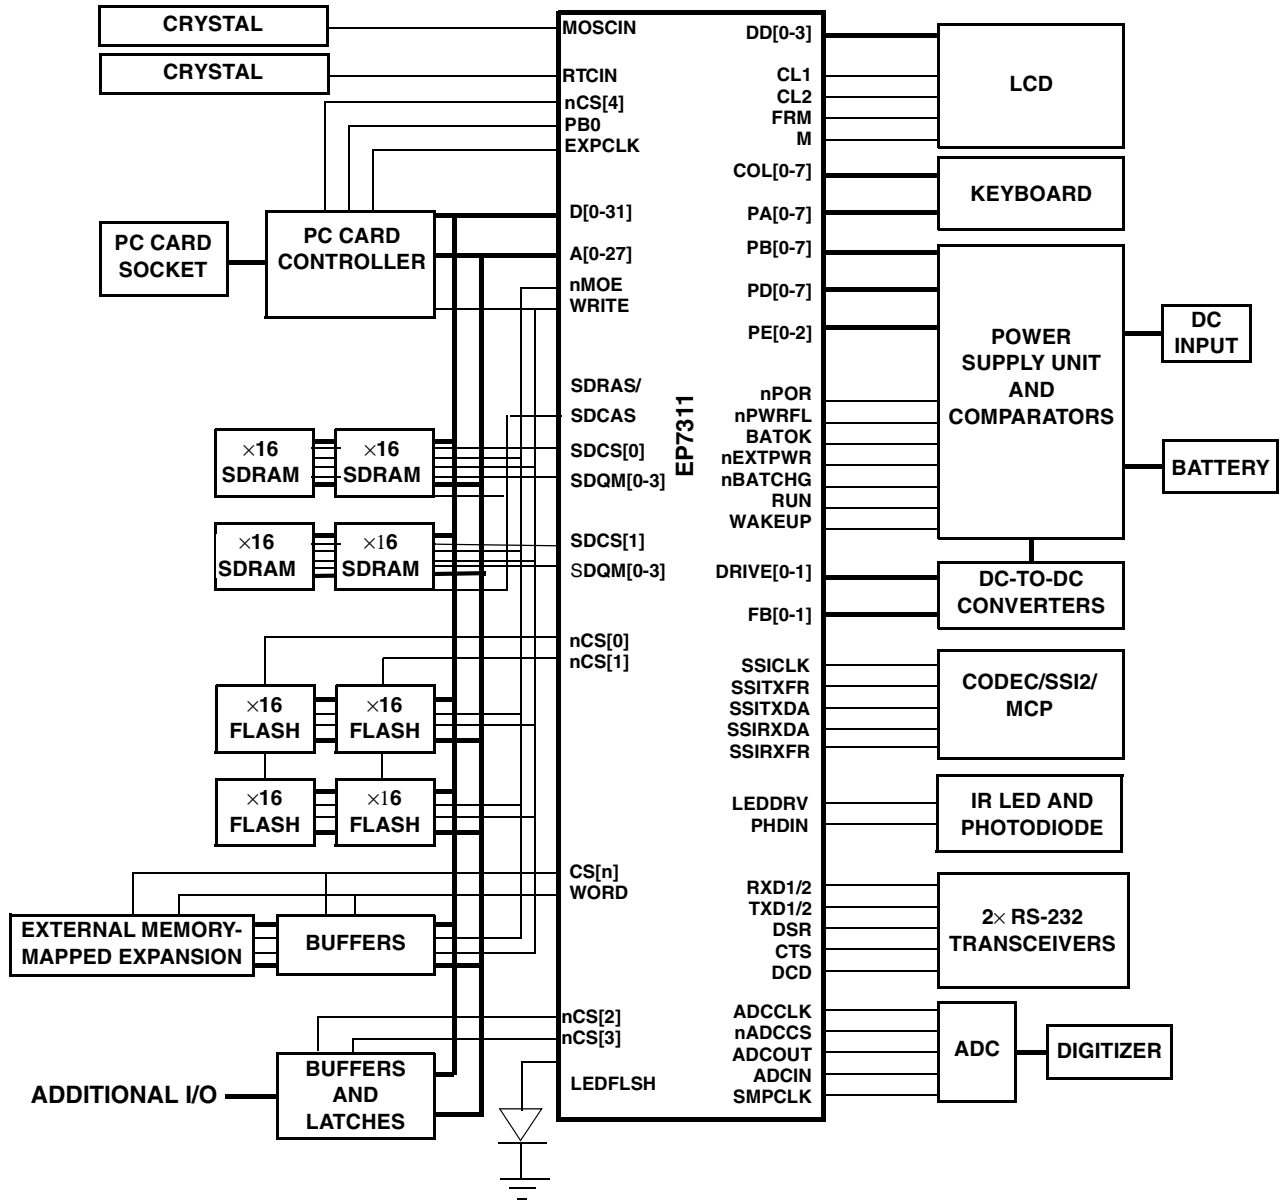 CRYSTAL
CRYSTAL
PC CARD
SOCKET
PC CARD
CONTROLLER
×16
SDRAM
×16
SDRAM
×16
SDRAM
×16
SDRAM
×16
FLASH
×16
FLASH
×16
FLASH
×16
FLASH
EXTERNAL MEMORY-
MAPPED EXPANSION
BUFFERS
ADDITIONAL I/O
BUFFERS
AND
LATCHES
MOSCIN
RTCIN
nCS[4]
PB0
EXPCLK
D[0-31]
A[0-27]
nMOE
WRITE
SDRAS/
SDCAS
SDCS[0]
SDQM[0-3]
SDCS[1]
SDQM[0-3]
nCS[0]
nCS[1]
CS[n]
WORD
nCS[2]
nCS[3]
LEDFLSH
EP7311
DD[0-3]
CL1
CL2
FRM
M
COL[0-7]
PA[0-7]
PB[0-7]
PD[0-7]
PE[0-2]
nPOR
nPWRFL
BATOK
nEXTPWR
nBATCHG
RUN
WAKEUP
DRIVE[0-1]
FB[0-1]
SSICLK
SSITXFR
SSITXDA
SSIRXDA
SSIRXFR
LEDDRV
PHDIN
RXD1/2
TXD1/2
DSR
CTS
DCD
ADCCLK
nADCCS
ADCOUT
ADCIN
SMPCLK
LCD
KEYBOARD
POWER
SUPPLY UNIT
AND
COMPARATORS
DC
INPUT
BATTERY
DC-TO-DC
CONVERTERS
CODEC/SSI2/
MCP
IR LED AND
PHOTODIODE
2× RS-232
TRANSCEIVERS
ADC
DIGITIZER